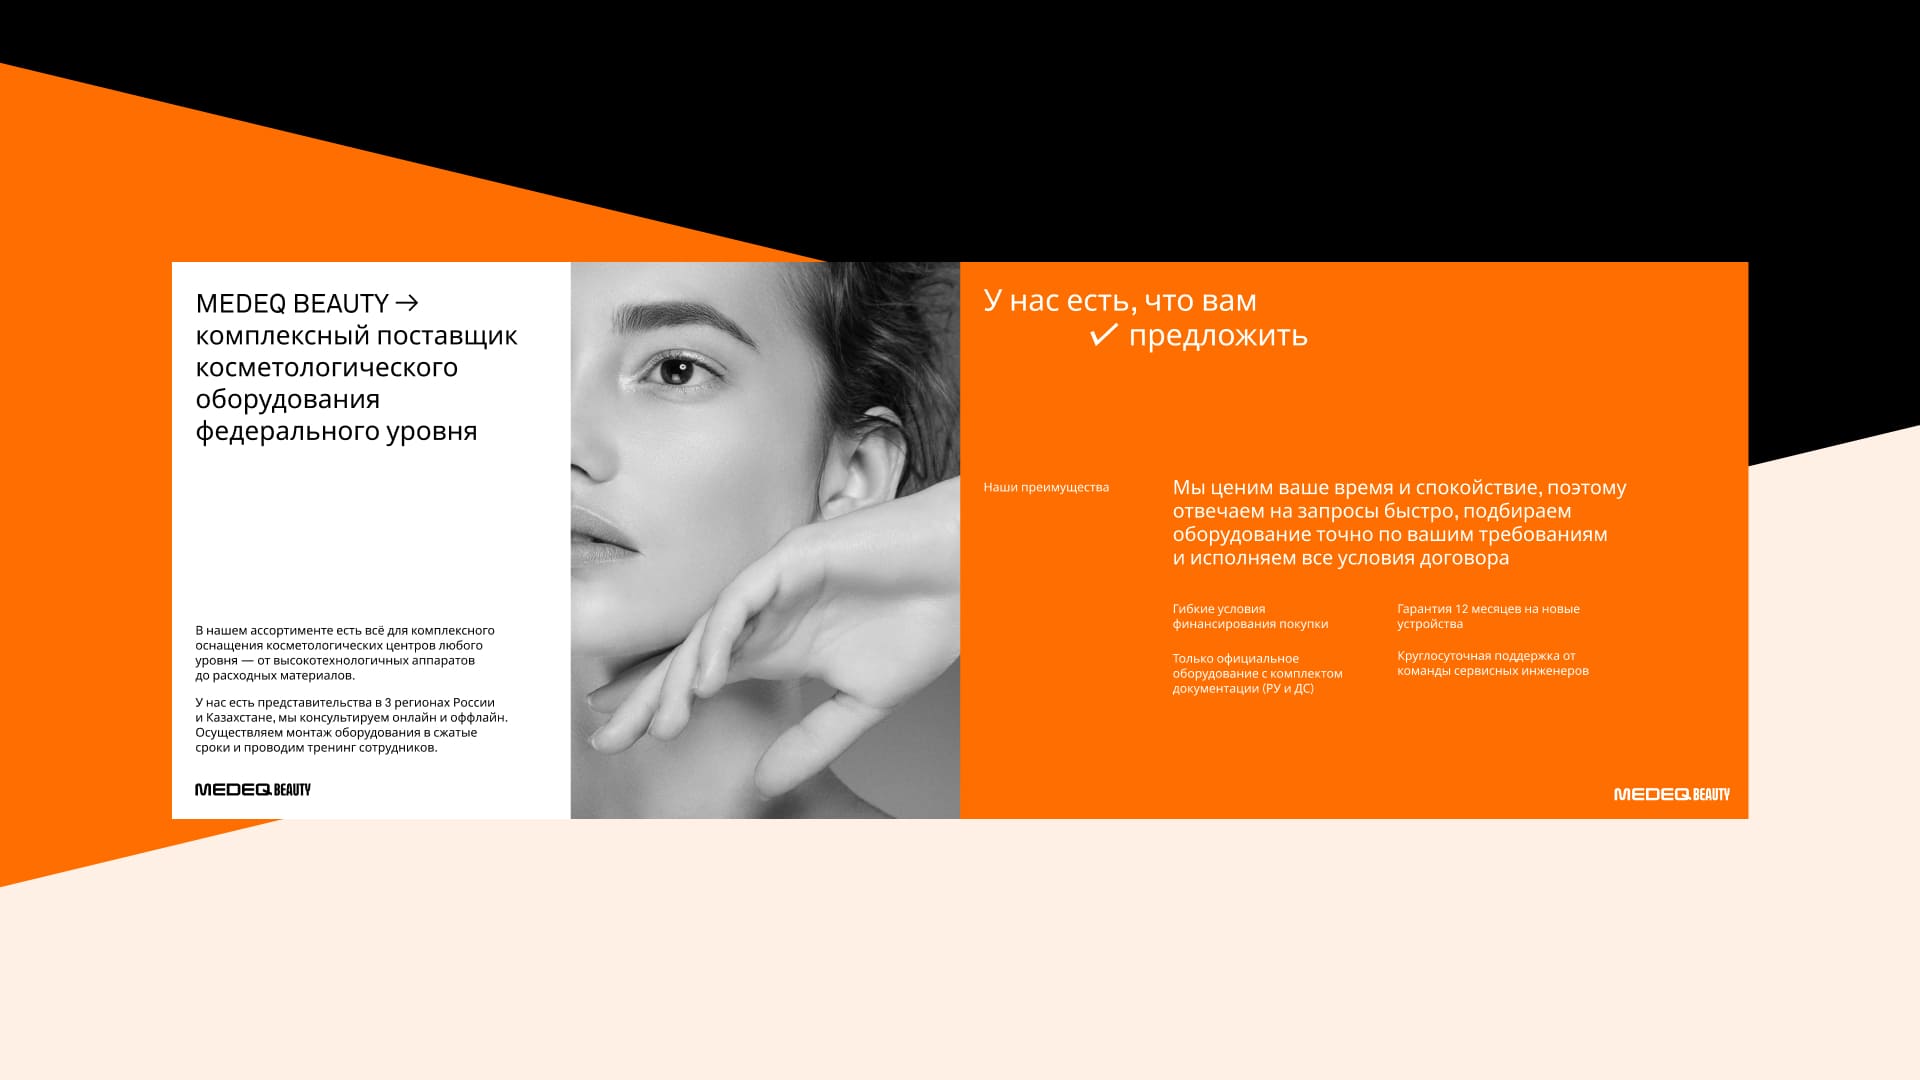 MEDEQ BEAUTY →
комплексный поставщик
косметологического
оборудования
федерального уровня
В нашем ассортименте есть всё для комплексного
оснащения косметологических центров любого
уровня — от высокотехнологичных аппаратов
до расходных материалов.
У нас есть представительства в 3 регионах России
и Казахстане, мы консультируем онлайн и оффлайн.
Осуществляем монтаж оборудования в сжатые
сроки и проводим тренинг сотрудников.
MEDEQ BEAUTY
У нас есть, что вам
✓ предложить
Наши преимущества
Мы ценим ваше время и спокойствие, поэтому
отвечаем на запросы быстро, подбираем
оборудование точно по вашим требованиям
и исполняем все условия договора
Гибкие условия
финансирования покупки
Только официальное
оборудование с комплектом
документации (РУ и ДС)
Гарантия 12 месяцев на новые
устройства
Круглосуточная поддержка от
команды сервисных инженеров
MEDEQ BEAUTY